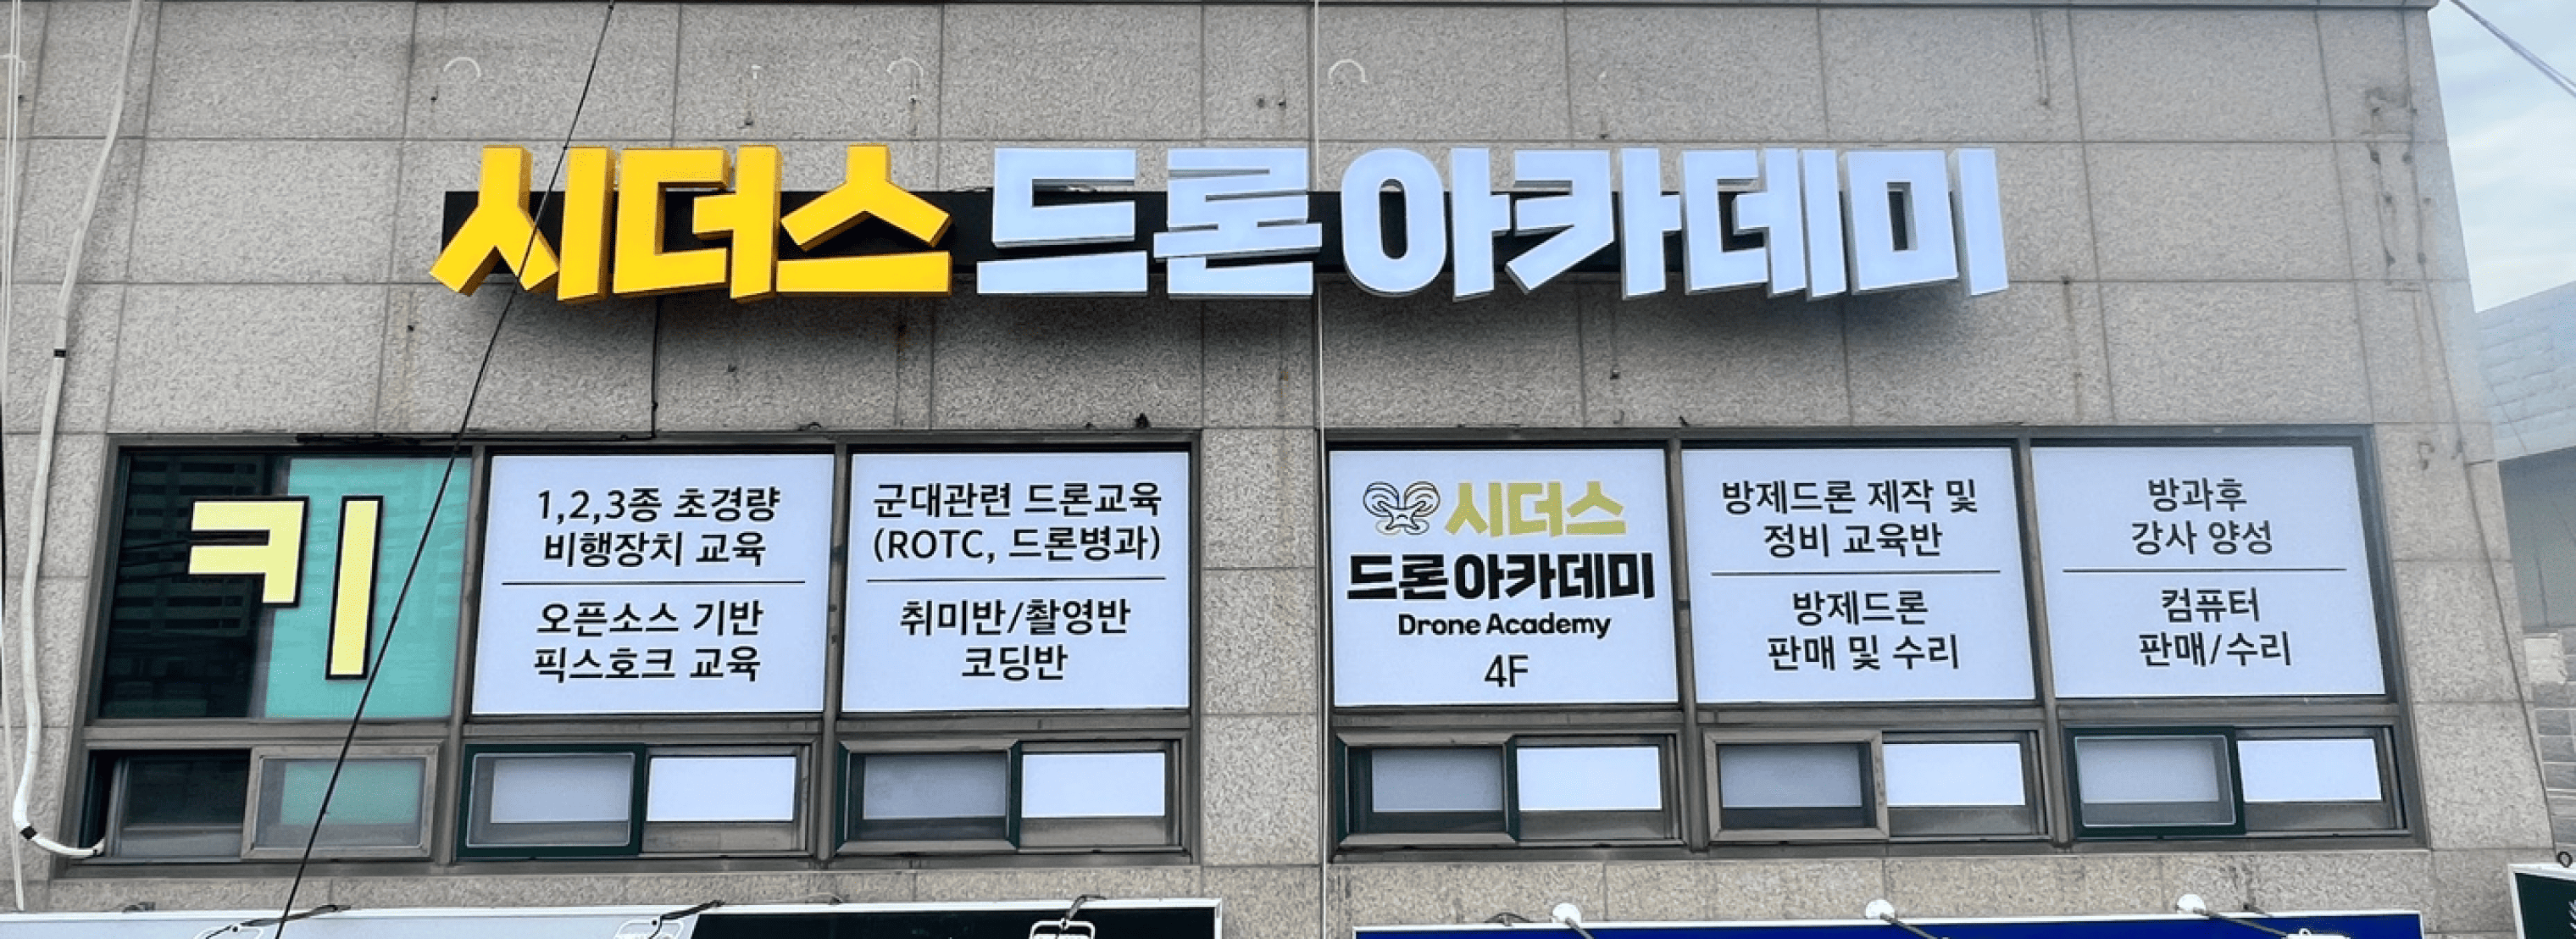 시더스 드론아카데미
키
1,2,3종 초경량
비행장치 교육
오픈소스 기반
픽스호크 교육
군대관련 드론교육
(ROTC, 드론병과)
취미반/촬영반
코딩반
시더스
드론아카데미
Drone Academy
4F
방제드론 제작 및
정비 교육반
방제드론
판매 및 수리
방과후
강사 양성
컴퓨터
판매/수리